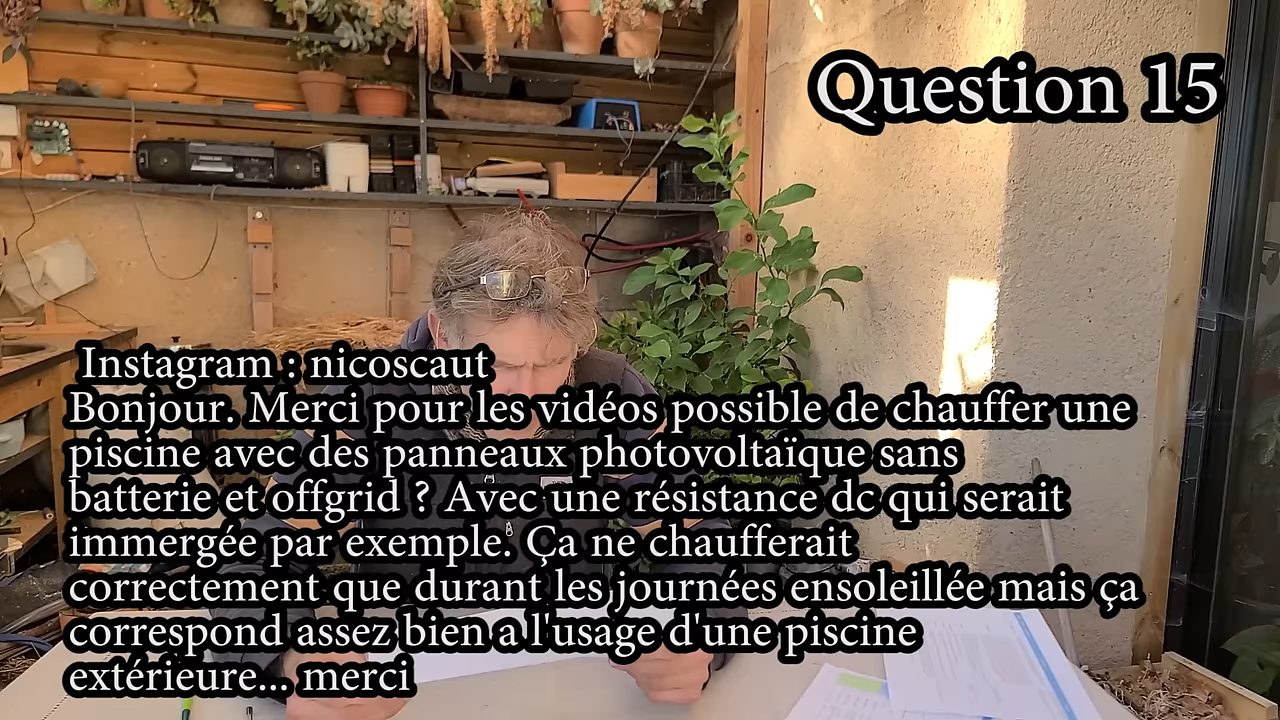 Question 15
Instagram : nicoscaut
Bonjour. Merci pour les vidéos possible de chauffer une
piscine avec des panneaux photovoltaïque sans
batterie et offgrid ? Avec une résistance dc qui serait
immergée par exemple. Ça ne chaufferait
correctement que durant les journées ensoleillée mais ça
correspond assez bien a l'usage d'une piscine
extérieure... merci